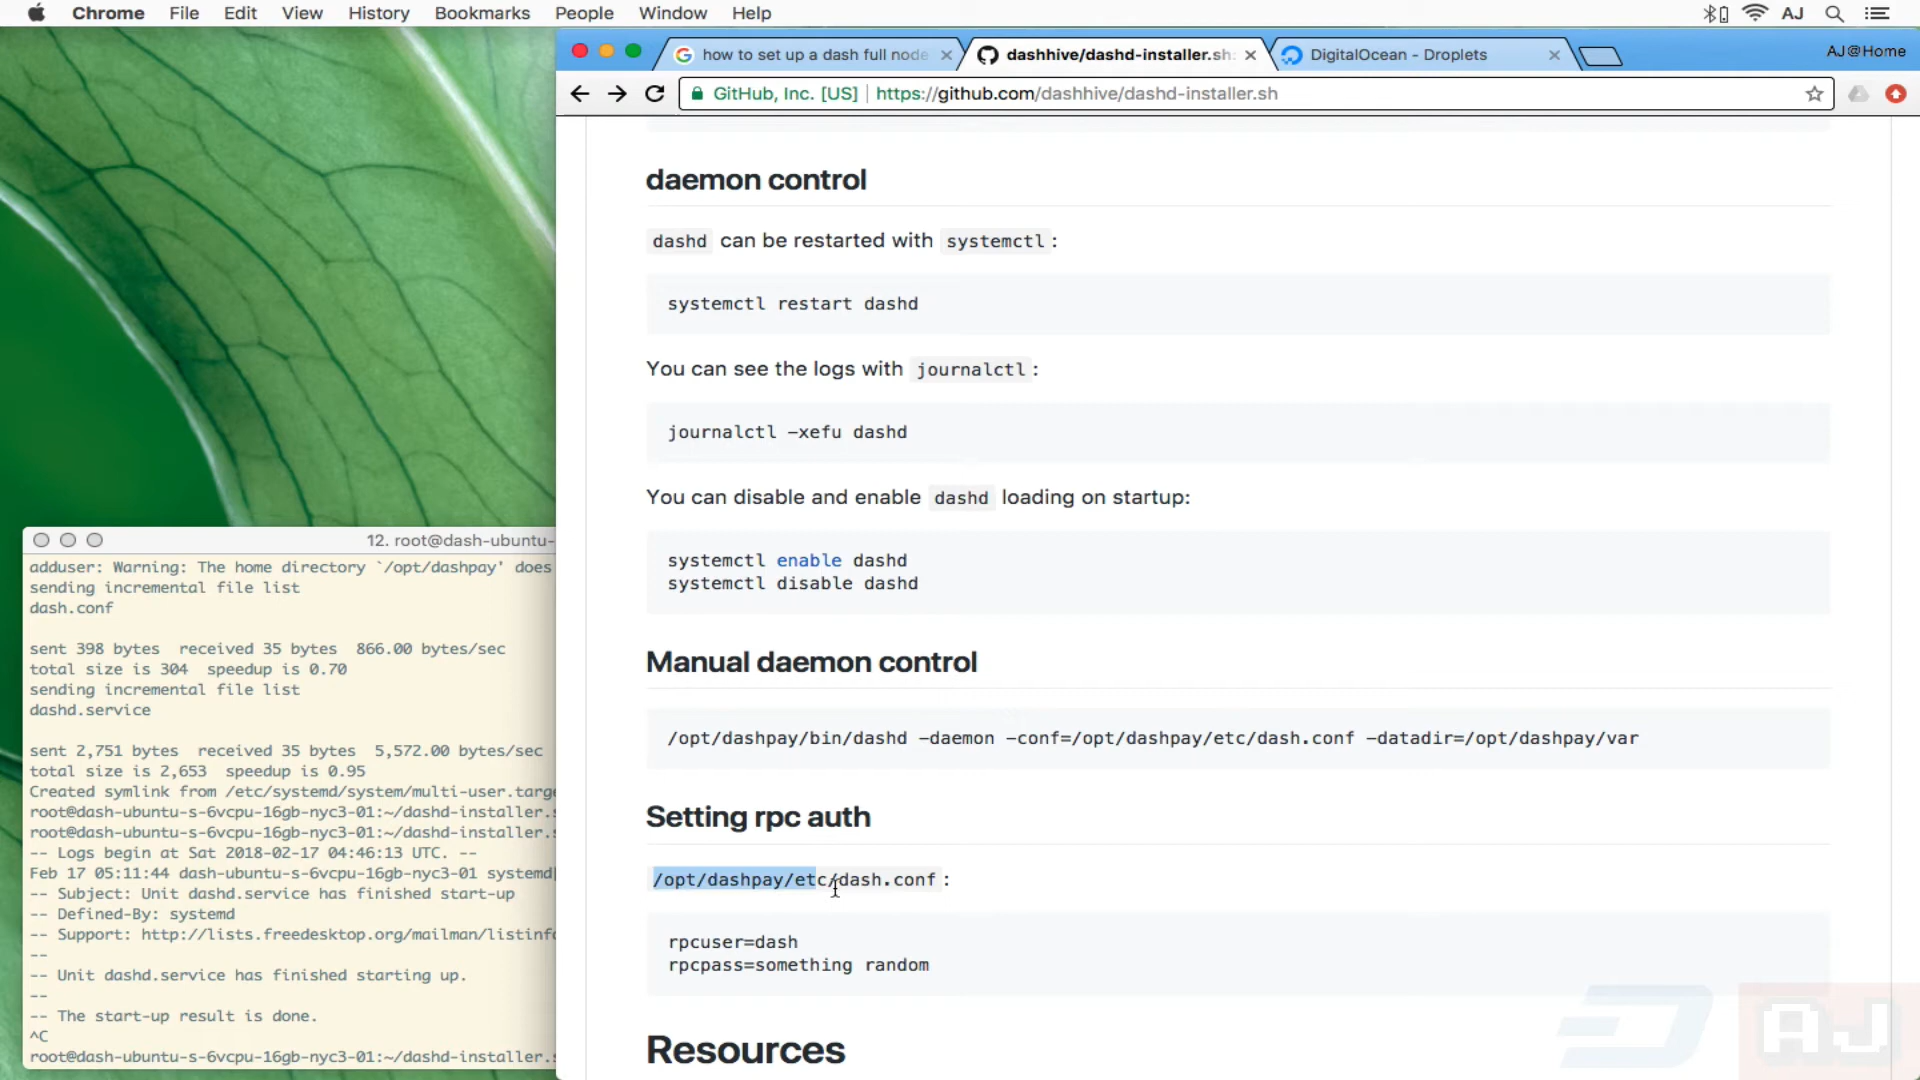 Chrome File Edit View History Bookmarks People Window Help AJ
how to set up a dash full node
dashhive/dashd-installer.sh:
DigitalOcean - Droplets
AJ@Home
GitHub, Inc. [US] https://github.com/dashhive/dashd-installer.sh
daemon control
dashd can be restarted with systemctl:
systemctl restart dashd
You can see the logs with journalctl:
journalctl -xefu dashd
You can disable and enable dashd loading on startup:
systemctl enable dashd
systemctl disable dashd
Manual daemon control
/opt/dashpay/bin/dashd -daemon -conf=/opt/dashpay/etc/dash.conf -datadir=/opt/dashpay/var
Setting rpc auth
/opt/dashpay/etc/dash.conf:
rpcuser=dash
rpcpass=something random
Resources
12. root@dash-ubuntu-
adduser: Warning: The home directory `/opt/dashpay' does
sending incremental file list
dash.conf
sent 398 bytes  received 35 bytes  866.00 bytes/sec
total size is 304  speedup is 0.70
sending incremental file list
dashd.service
sent 2,751 bytes  received 35 bytes  5,572.00 bytes/sec
total size is 2,653  speedup is 0.95
Created symlink from /etc/systemd/system/multi-user.targe
root@dash-ubuntu-s-6vcpu-16gb-nyc3-01:~/dashd-installer.s
root@dash-ubuntu-s-6vcpu-16gb-nyc3-01:~/dashd-installer.s
-- Logs begin at Sat 2018-02-17 04:46:13 UTC. --
Feb 17 05:11:44 dash-ubuntu-s-6vcpu-16gb-nyc3-01 systemd
-- Subject: Unit dashd.service has finished start-up
-- Defined-By: systemd
-- Support: http://lists.freedesktop.org/mailman/listinfo
--
-- Unit dashd.service has finished starting up.
--
-- The start-up result is done.
^C
root@dash-ubuntu-s-6vcpu-16gb-nyc3-01:~/dashd-installer.s
AJ